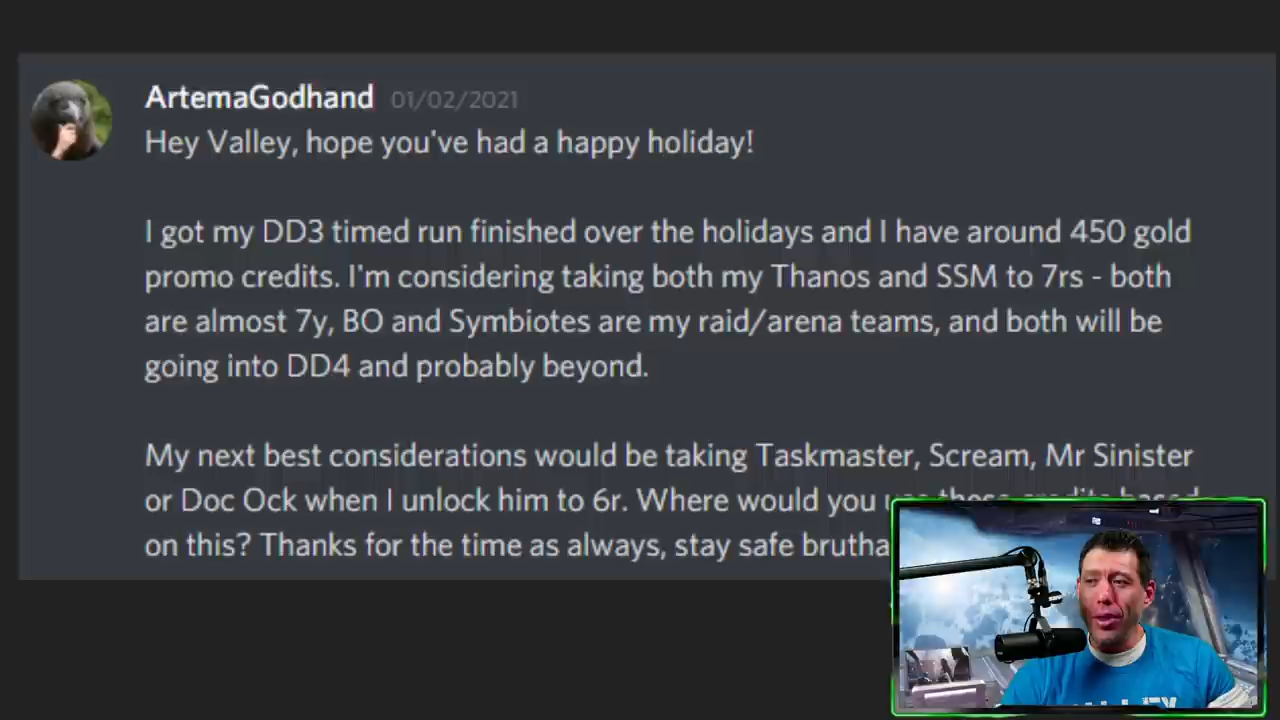 ArtemaGodhand 01/02/2021
Hey Valley, hope you've had a happy holiday!
I got my DD3 timed run finished over the holidays and I have around 450 gold
promo credits. I'm considering taking both my Thanos and SSM to 7rs - both
are almost 7y, BO and Symbiotes are my raid/arena teams, and both will be
going into DD4 and probably beyond.
My next best considerations would be taking Taskmaster, Scream, Mr Sinister
or Doc Ock when I unlock him to 6r. Where would you use these credits based
on this? Thanks for the time as always, stay safe brutha